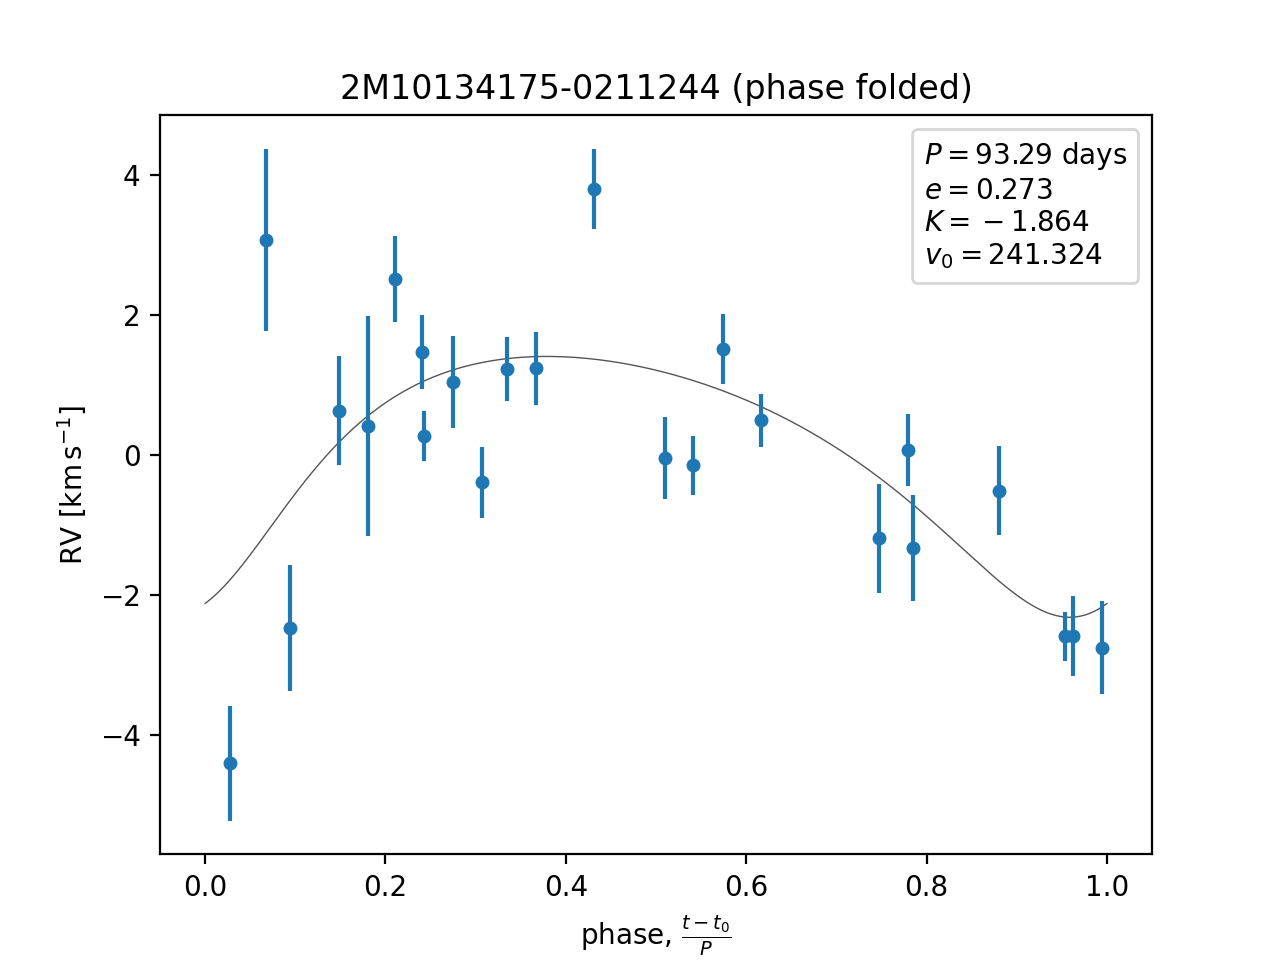 2M10134175-0211244 (phase folded)
P = 93.29 days
e = 0.273
K = −1.864
v₀ = 241.324
RV [km s⁻¹]
4
2
0
−2
−4
0.0 0.2 0.4 0.6 0.8 1.0
phase, (t − t₀)/P